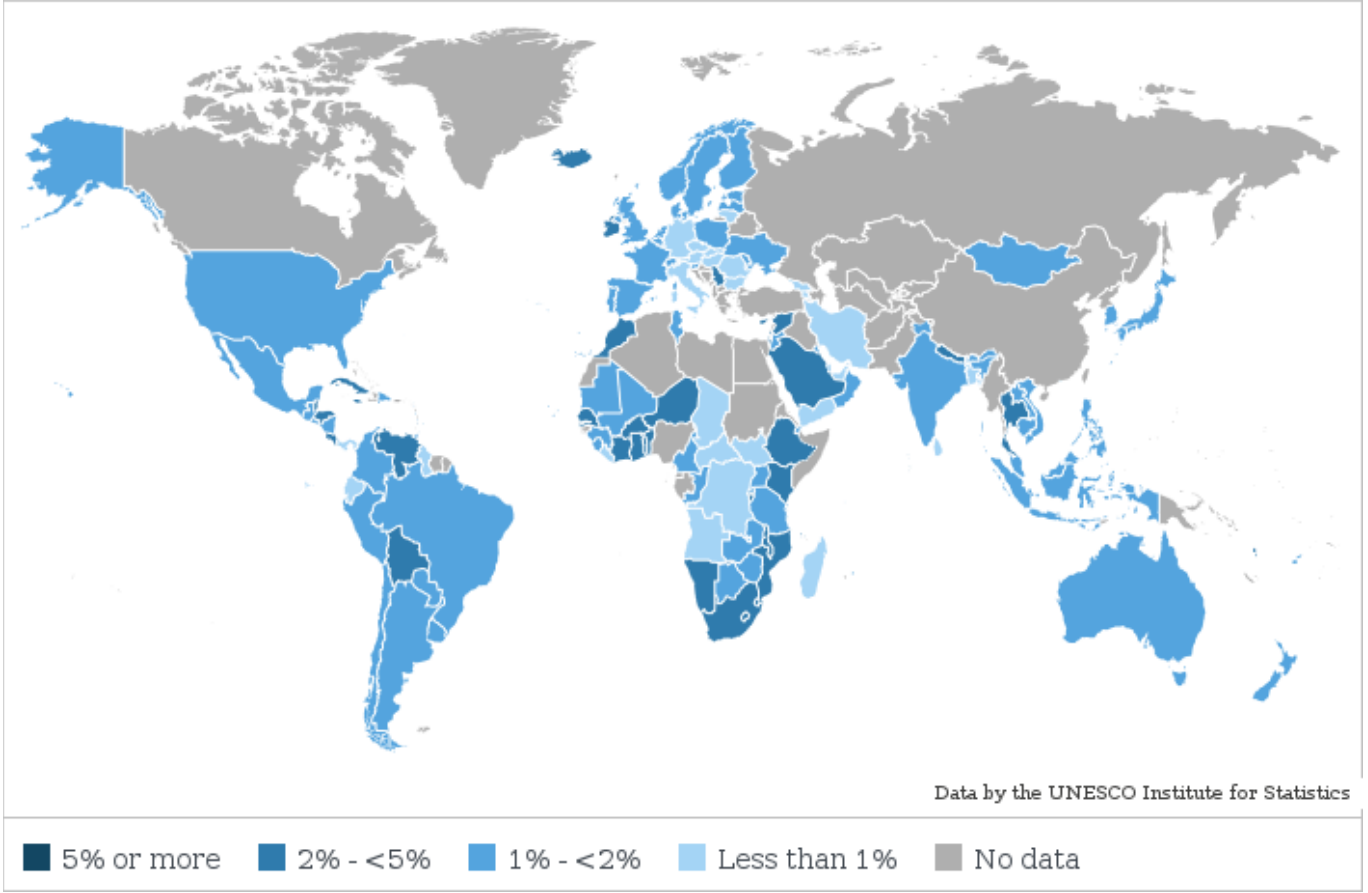 Data by the UNESCO Institute for Statistics
5% or more 2% - <5% 1% - <2% Less than 1% No data